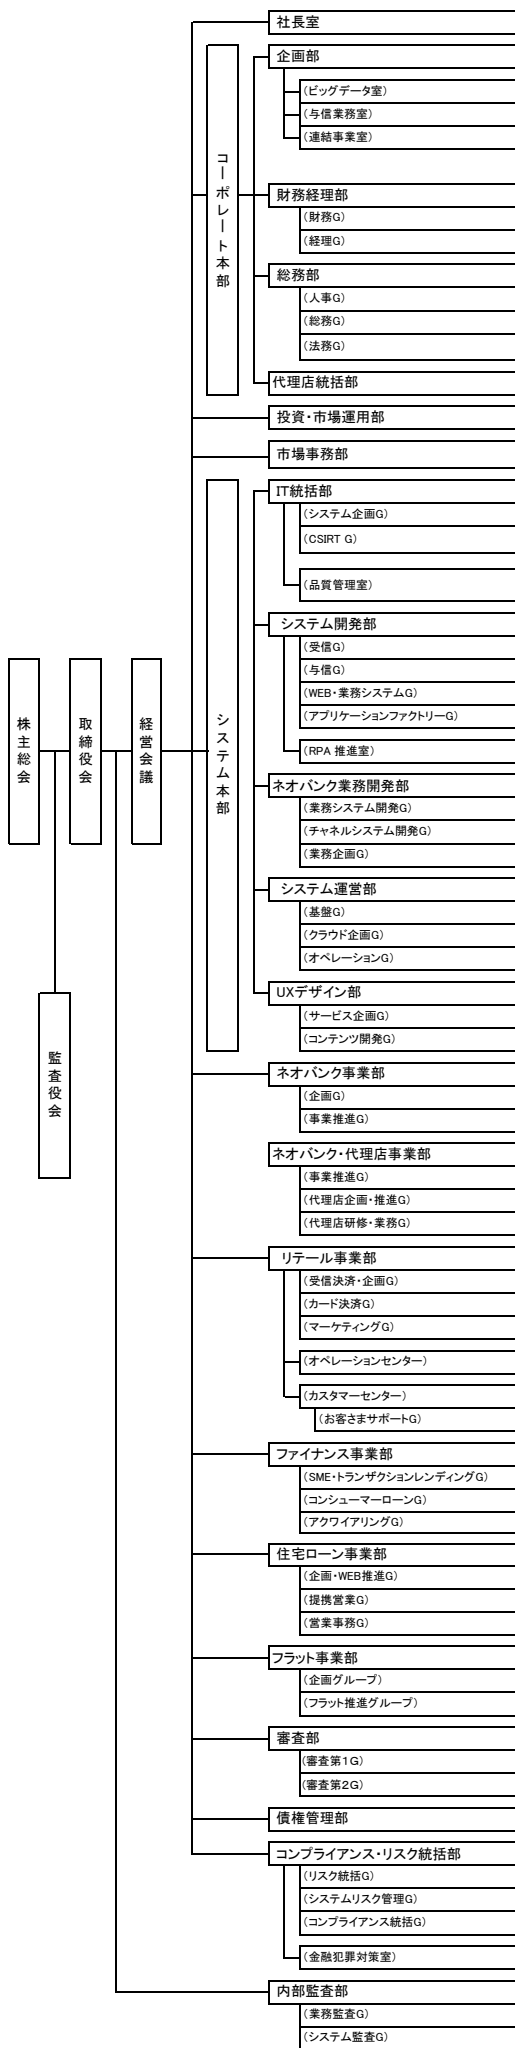 社長室
企画部
(ビッグデータ室)
(与信業務室)
(連結事業室)
コーポレート本部
財務経理部
(財務G)
(経理G)
総務部
(人事G)
(総務G)
(法務G)
代理店統括部
投資・市場運用部
市場事務部
IT統括部
(システム企画G)
(CSIRT G)
(品質管理室)
システム開発部
(受信G)
(与信G)
(WEB・業務システムG)
(アプリケーションファクトリーG)
(RPA 推進室)
株主総会
取締役会
経営会議
システム本部
ネオバンク業務開発部
(業務システム開発G)
(チャネルシステム開発G)
(業務企画G)
システム運営部
(基盤G)
(クラウド企画G)
(オペレーションG)
UXデザイン部
(サービス企画G)
(コンテンツ開発G)
監査役会
ネオバンク事業部
(企画G)
(事業推進G)
ネオバンク・代理店事業部
(事業推進G)
(代理店企画・推進G)
(代理店研修・業務G)
リテール事業部
(受信決済・企画G)
(カード決済G)
(マーケティングG)
(オペレーションセンター)
(カスタマーセンター)
(お客さまサポートG)
ファイナンス事業部
(SME・トランザクションレンディングG)
(コンシューマーローンG)
(アクワイアリングG)
住宅ローン事業部
(企画・WEB推進G)
(提携営業G)
(営業事務G)
フラット事業部
(企画グループ)
(フラット推進グループ)
審査部
(審査第1G)
(審査第2G)
債権管理部
コンプライアンス・リスク統括部
(リスク統括G)
(システムリスク管理G)
(コンプライアンス統括G)
(金融犯罪対策室)
内部監査部
(業務監査G)
(システム監査G)